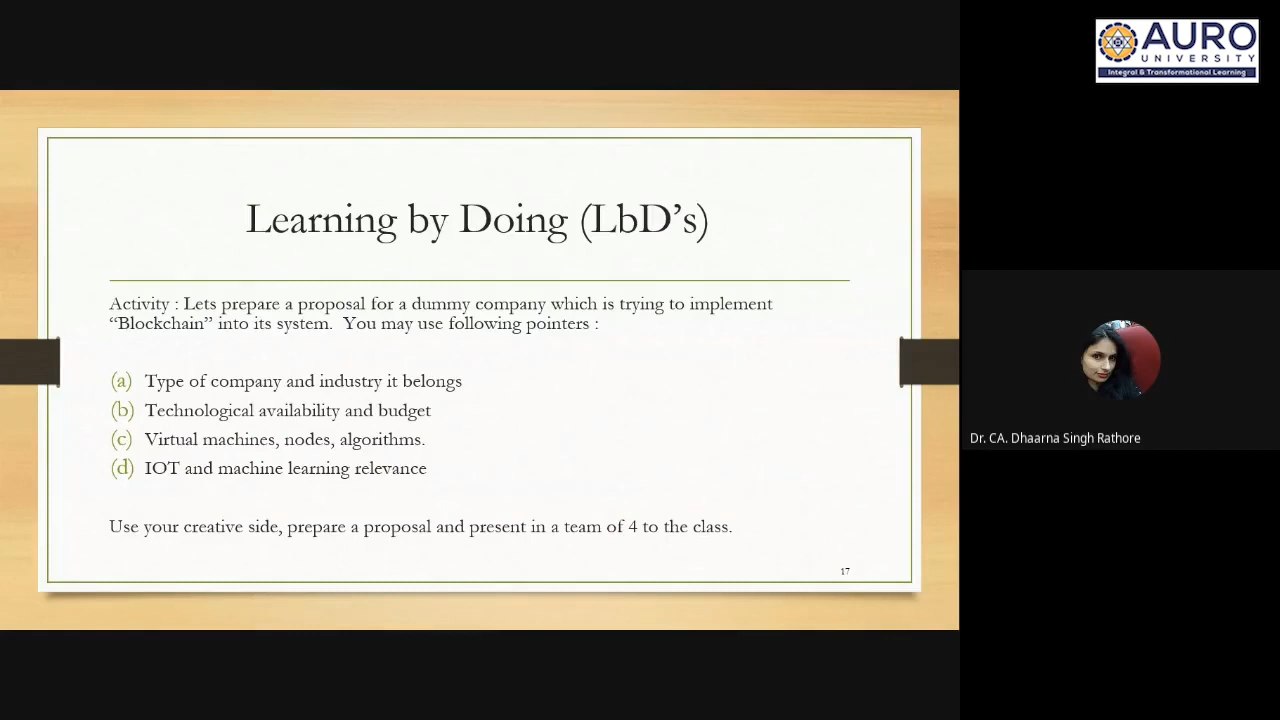 AURO
UNIVERSITY
Integral & Transformational Learning
Learning by Doing (LbD’s)
Activity : Lets prepare a proposal for a dummy company which is trying to implement
“Blockchain” into its system.  You may use following pointers :
(a) Type of company and industry it belongs
(b) Technological availability and budget
(c) Virtual machines, nodes, algorithms.
(d) IOT and machine learning relevance
Use your creative side, prepare a proposal and present in a team of 4 to the class.
17
Dr. CA. Dhaarna Singh Rathore